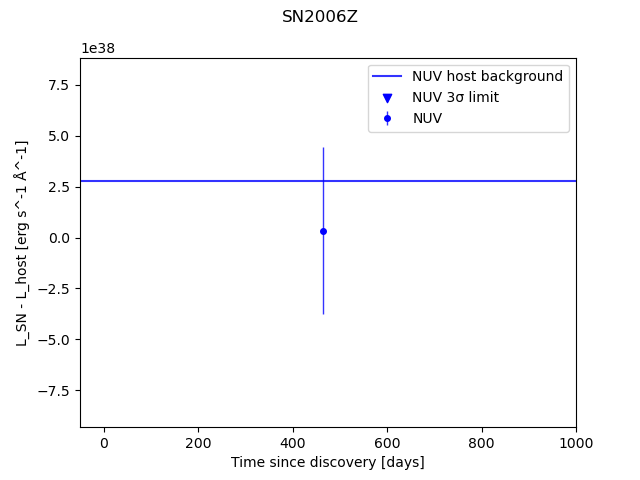 SN2006Z
1e38
NUV host background
NUV 3σ limit
NUV
7.5
5.0
2.5
0.0
−2.5
−5.0
−7.5
L_SN - L_host [erg s^-1 Å^-1]
0 200 400 600 800 1000
Time since discovery [days]